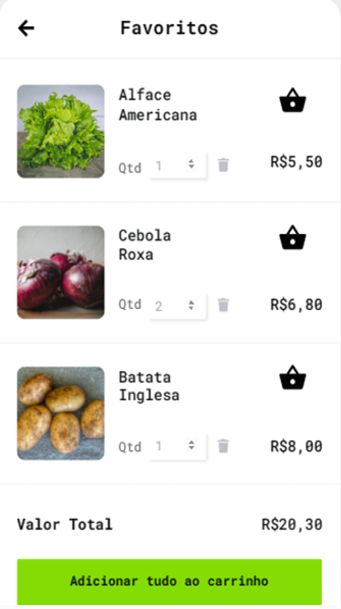 Favoritos
Alface
Americana
Qtd 1
R$5,50
Cebola
Roxa
Qtd 2
R$6,80
Batata
Inglesa
Qtd 1
R$8,00
Valor Total R$20,30
Adicionar tudo ao carrinho